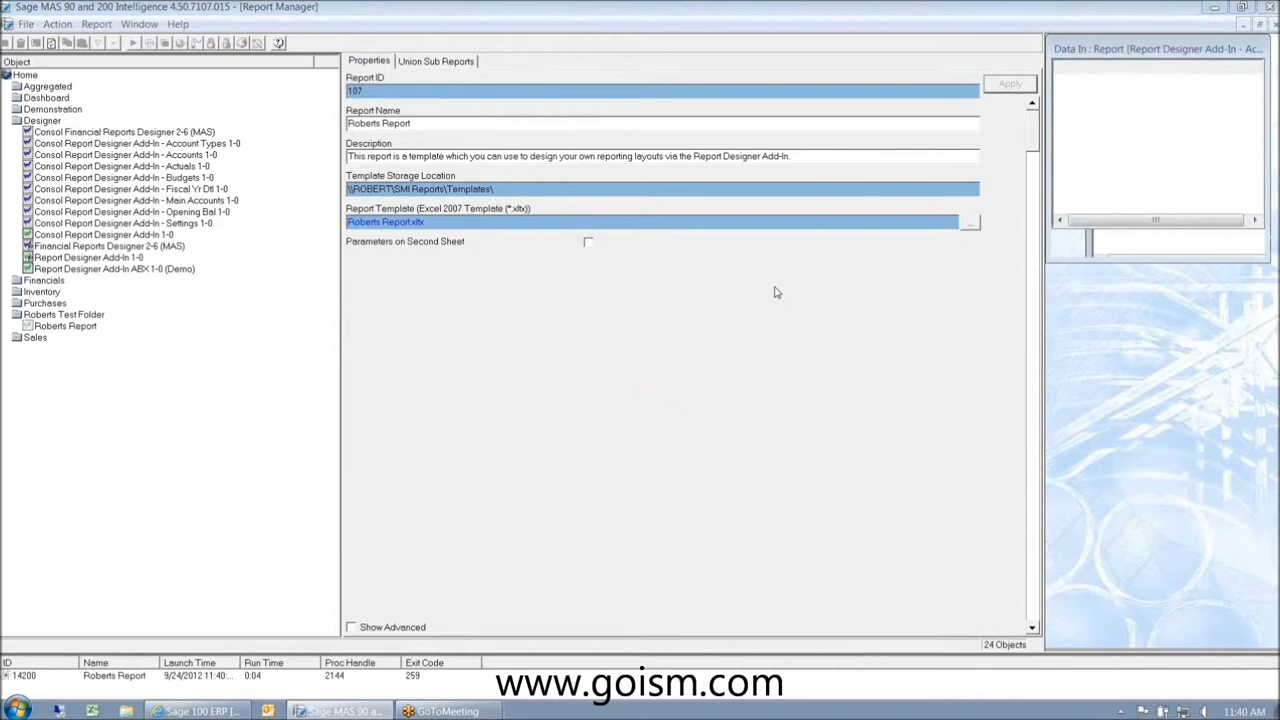 Sage MAS 90 and 200 Intelligence 4.50.7107.015 - [Report Manager]
File Action Report Window Help
Object
Home
Aggregated
Dashboard
Demonstration
Designer
Consol Financial Reports Designer 2-6 (MAS)
Consol Report Designer Add-In - Account Types 1-0
Consol Report Designer Add-In - Accounts 1-0
Consol Report Designer Add-In - Actuals 1-0
Consol Report Designer Add-In - Budgets 1-0
Consol Report Designer Add-In - Fiscal Yr Dtl 1-0
Consol Report Designer Add-In - Main Accounts 1-0
Consol Report Designer Add-In - Opening Bal 1-0
Consol Report Designer Add-In - Settings 1-0
Consol Report Designer Add-In 1-0
Financial Reports Designer 2-6 (MAS)
Report Designer Add-In 1-0
Report Designer Add-In ABX 1-0 (Demo)
Financials
Inventory
Purchases
Roberts Test Folder
Roberts Report
Sales
Properties Union Sub Reports
Report ID
107
Apply
Report Name
Roberts Report
Description
This report is a template which you can use to design your own reporting layouts via the Report Designer Add-In.
Template Storage Location
\\ROBERT\SMI Reports\Templates\
Report Template (Excel 2007 Template (*.xltx))
Roberts Report.xltx
...
Parameters on Second Sheet
Show Advanced
24 Objects
Data In : Report [Report Designer Add-In - Ac...
ID Name Launch Time Run Time Proc Handle Exit Code
14200 Roberts Report 9/24/2012 11:40:... 0:04 2144 259
www.goism.com
Sage 100 ERP [... Sage MAS 90 a... GoToMeeting 11:40 AM